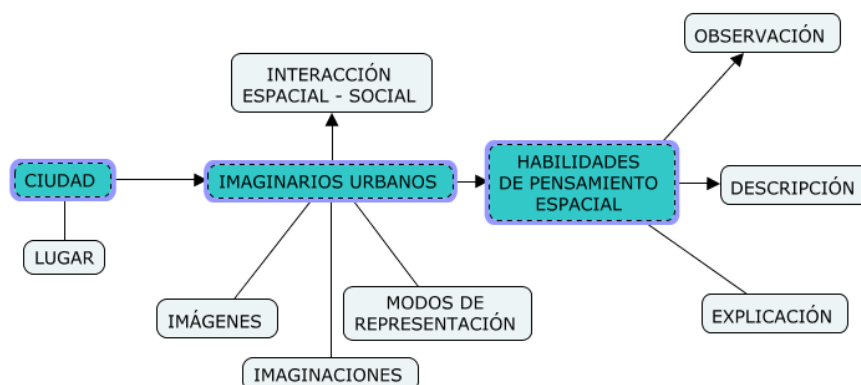 OBSERVACIÓN
INTERACCIÓN
ESPACIAL - SOCIAL
CIUDAD
IMAGINARIOS URBANOS
HABILIDADES
DE PENSAMIENTO
ESPACIAL
DESCRIPCIÓN
LUGAR
IMÁGENES
MODOS DE
REPRESENTACIÓN
EXPLICACIÓN
IMAGINACIONES